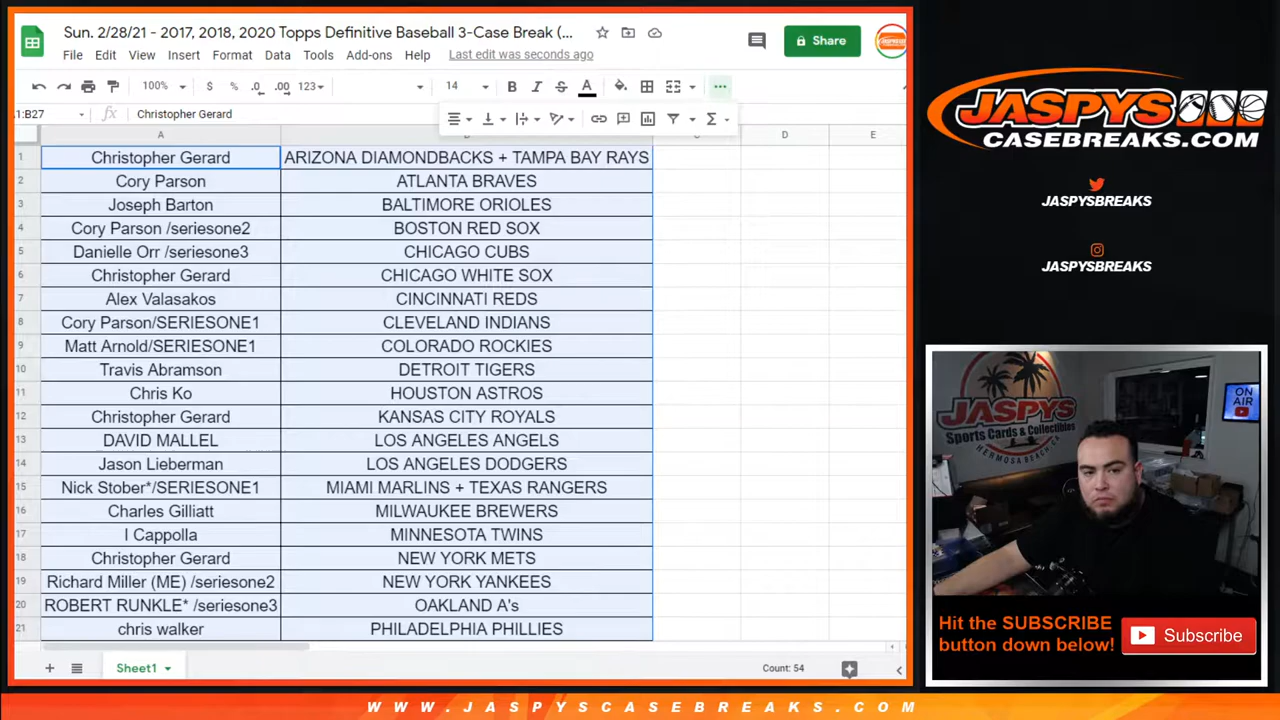 Sun. 2/28/21 - 2017, 2018, 2020 Topps Definitive Baseball 3-Case Break (...
File Edit View Insert Format Data Tools Add-ons Help Last edit was seconds ago
Share
100% $ % .0 .00 123 14 B I S A
1:B27 fx Christopher Gerard
A B C D E
1 Christopher Gerard ARIZONA DIAMONDBACKS + TAMPA BAY RAYS
2 Cory Parson ATLANTA BRAVES
3 Joseph Barton BALTIMORE ORIOLES
4 Cory Parson /seriesone2 BOSTON RED SOX
5 Danielle Orr /seriesone3 CHICAGO CUBS
6 Christopher Gerard CHICAGO WHITE SOX
7 Alex Valasakos CINCINNATI REDS
8 Cory Parson/SERIESONE1 CLEVELAND INDIANS
9 Matt Arnold/SERIESONE1 COLORADO ROCKIES
10 Travis Abramson DETROIT TIGERS
11 Chris Ko HOUSTON ASTROS
12 Christopher Gerard KANSAS CITY ROYALS
13 DAVID MALLEL LOS ANGELES ANGELS
14 Jason Lieberman LOS ANGELES DODGERS
15 Nick Stober*/SERIESONE1 MIAMI MARLINS + TEXAS RANGERS
16 Charles Gilliatt MILWAUKEE BREWERS
17 I Cappolla MINNESOTA TWINS
18 Christopher Gerard NEW YORK METS
19 Richard Miller (ME) /seriesone2 NEW YORK YANKEES
20 ROBERT RUNKLE* /seriesone3 OAKLAND A's
21 chris walker PHILADELPHIA PHILLIES
Sheet1
Count: 54
JASPYS
CASEBREAKS.COM
JASPYSBREAKS
JASPYSBREAKS
JASPYS
Sports Cards & Collectibles
HERMOSA BEACH
ON
AIR
Hit the SUBSCRIBE
button down below!
Subscribe
WWW.JASPYSCASEBREAKS.COM